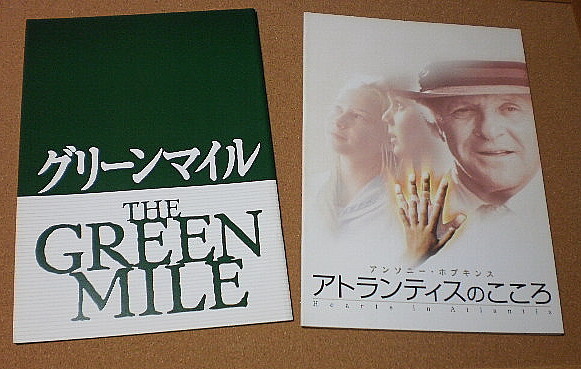 グリーンマイル
THE
GREEN
MILE
アンソニー・ホプキンス
アトランティスのこころ
Hearts in Atlantis